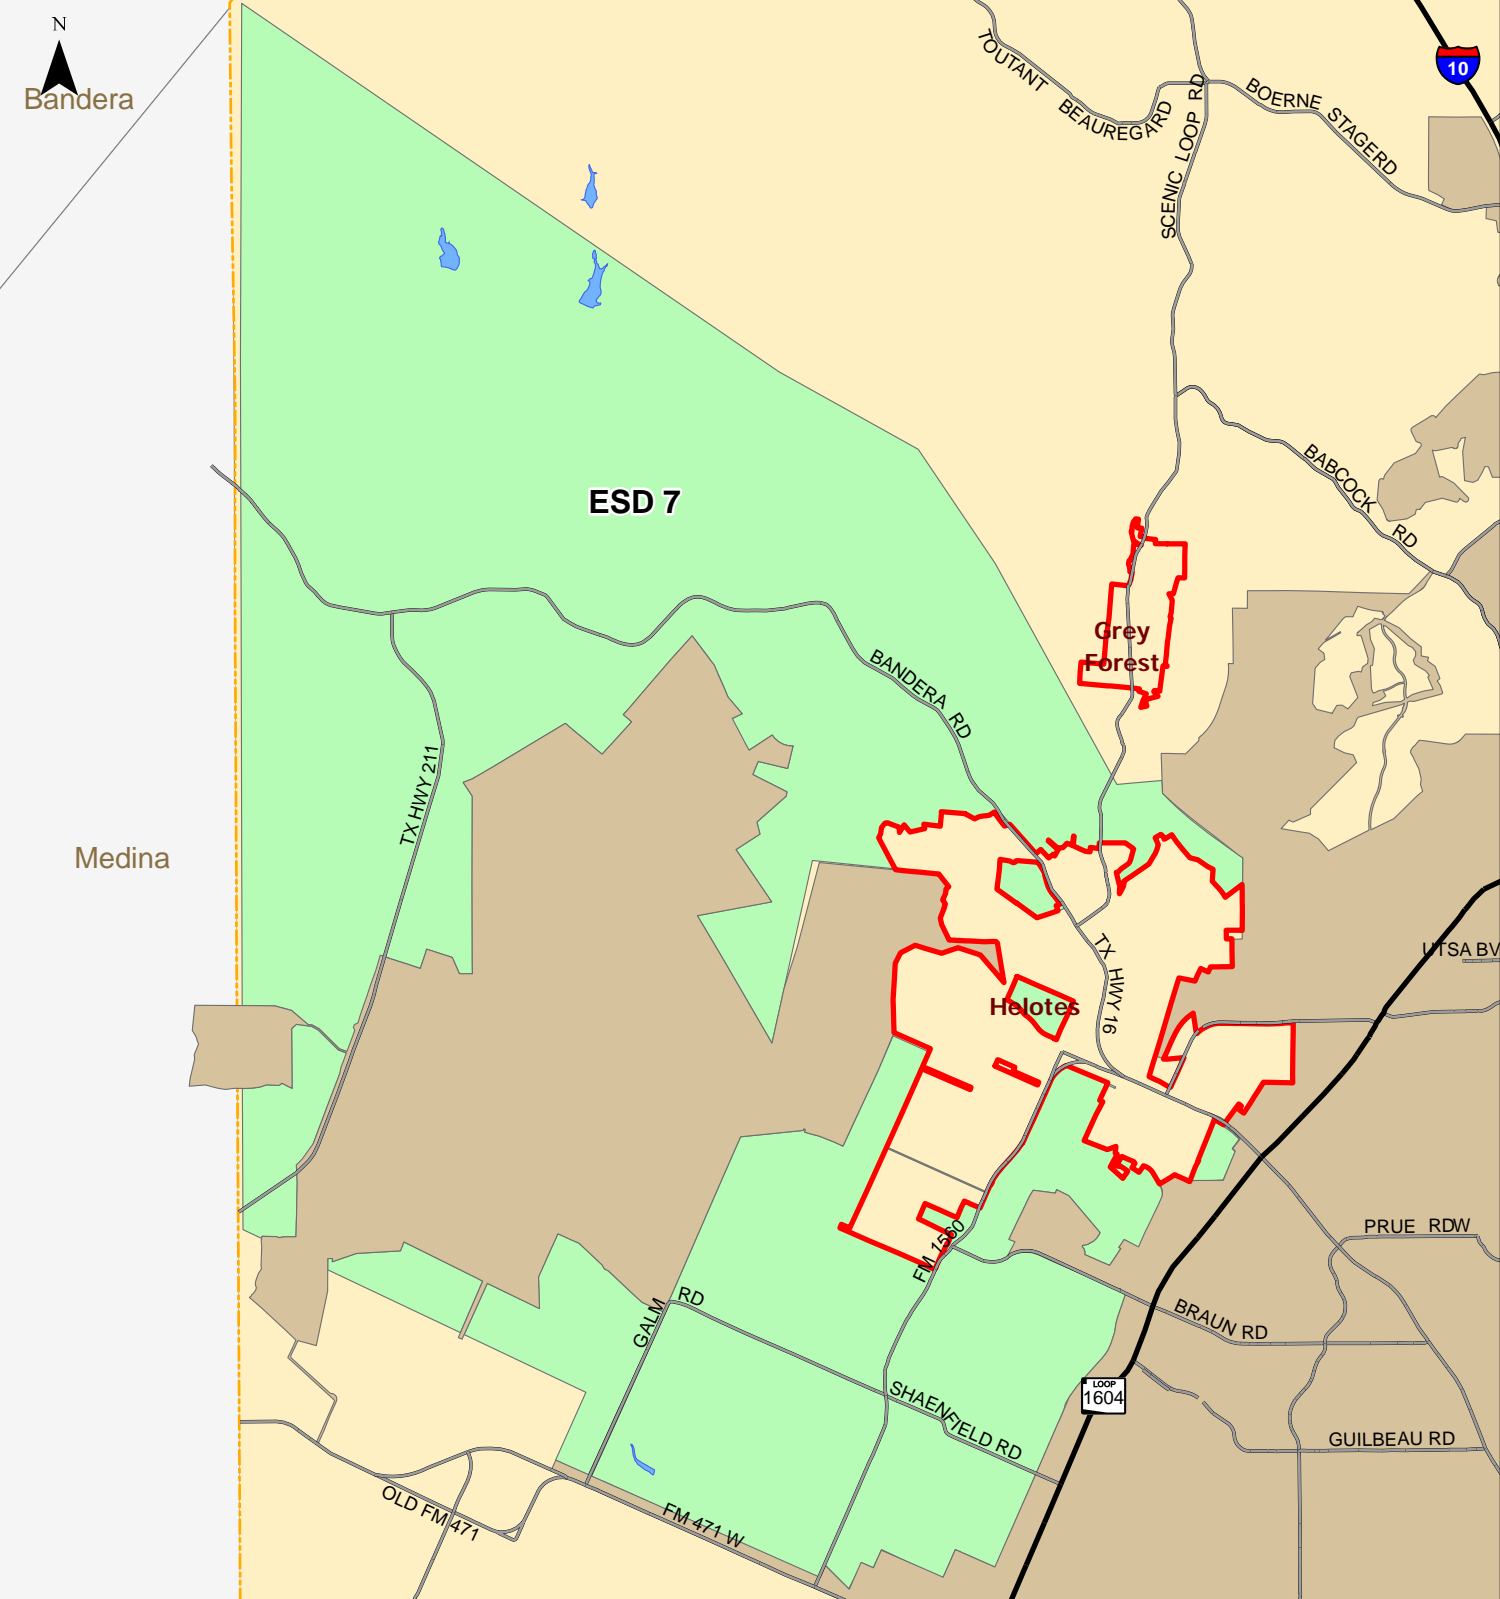 N
Bandera
10
TOUTANT
BEAUREGARD
SCENIC LOOP RD
BOERNE STAGERD
ESD 7
BABCOCK RD
Grey
Forest
BANDERA RD
TX HWY 211
Medina
TX HWY 16
UTSA BV
Helotes
FM 1560
PRUE RDW
GALM RD
BRAUN RD
LOOP
1604
SHAENFIELD RD
GUILBEAU RD
OLD FM 471
FM 471 W